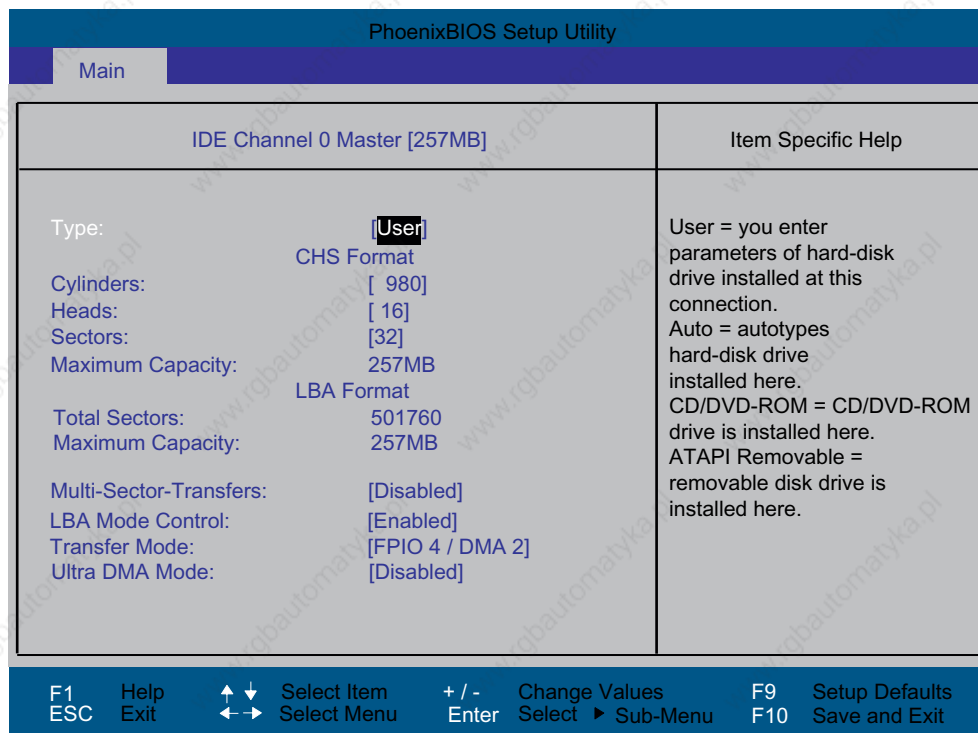 PhoenixBIOS Setup Utility
Main
IDE Channel 0 Master [257MB]
Item Specific Help
Type: [User]
CHS Format
Cylinders: [ 980]
Heads: [ 16]
Sectors: [32]
Maximum Capacity: 257MB
LBA Format
Total Sectors: 501760
Maximum Capacity: 257MB
Multi-Sector-Transfers: [Disabled]
LBA Mode Control: [Enabled]
Transfer Mode: [FPIO 4 / DMA 2]
Ultra DMA Mode: [Disabled]
User = you enter
parameters of hard-disk
drive installed at this
connection.
Auto = autotypes
hard-disk drive
installed here.
CD/DVD-ROM = CD/DVD-ROM
drive is installed here.
ATAPI Removable =
removable disk drive is
installed here.
F1 Help ↑ ↓ Select Item + / - Change Values F9 Setup Defaults
ESC Exit ← → Select Menu Enter Select ▶ Sub-Menu F10 Save and Exit
www.rgbautomatyka.pl